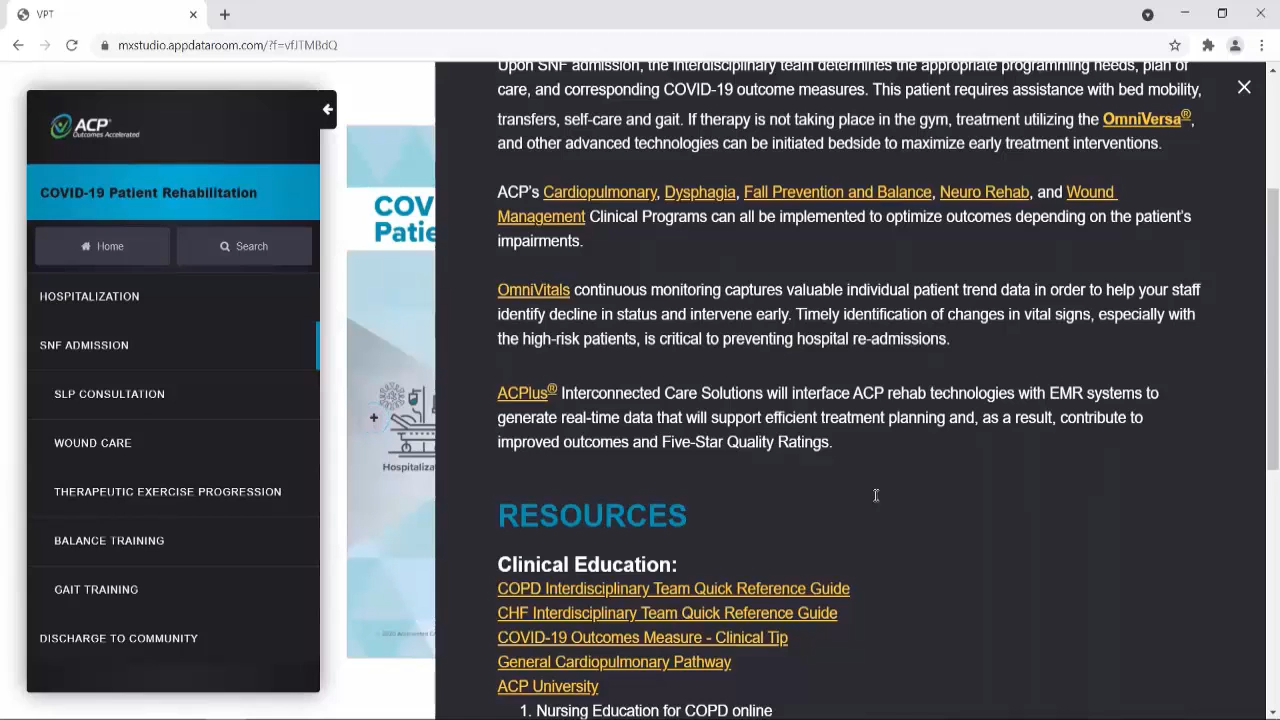 VPT
mxstudio.appdataroom.com/?f=vfJTMBdQ
ACP®
Outcomes Accelerated
COVID-19 Patient Rehabilitation
Home
Search
HOSPITALIZATION
SNF ADMISSION
SLP CONSULTATION
WOUND CARE
THERAPEUTIC EXERCISE PROGRESSION
BALANCE TRAINING
GAIT TRAINING
DISCHARGE TO COMMUNITY
COV
Patie
Hospitaliza
Upon SNF admission, the interdisciplinary team determines the appropriate programming needs, plan of
care, and corresponding COVID-19 outcome measures. This patient requires assistance with bed mobility,
transfers, self-care and gait. If therapy is not taking place in the gym, treatment utilizing the OmniVersa®,
and other advanced technologies can be initiated bedside to maximize early treatment interventions.
ACP's Cardiopulmonary, Dysphagia, Fall Prevention and Balance, Neuro Rehab, and Wound
Management Clinical Programs can all be implemented to optimize outcomes depending on the patient's
impairments.
OmniVitals continuous monitoring captures valuable individual patient trend data in order to help your staff
identify decline in status and intervene early. Timely identification of changes in vital signs, especially with
the high-risk patients, is critical to preventing hospital re-admissions.
ACPlus® Interconnected Care Solutions will interface ACP rehab technologies with EMR systems to
generate real-time data that will support efficient treatment planning and, as a result, contribute to
improved outcomes and Five-Star Quality Ratings.
RESOURCES
Clinical Education:
COPD Interdisciplinary Team Quick Reference Guide
CHF Interdisciplinary Team Quick Reference Guide
COVID-19 Outcomes Measure - Clinical Tip
General Cardiopulmonary Pathway
ACP University
1. Nursing Education for COPD online